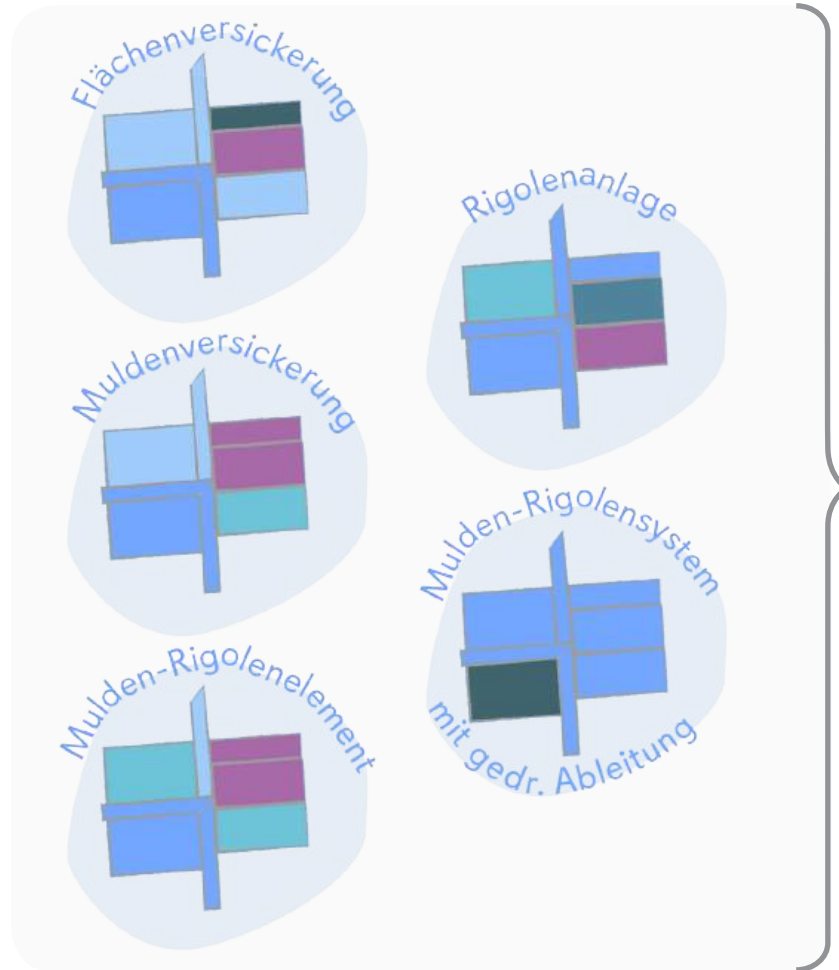 Flächenversickerung
Rigolenanlage
Muldenversickerung
Mulden-Rigolensystem
mit gedr. Ableitung
Mulden-Rigolenelement